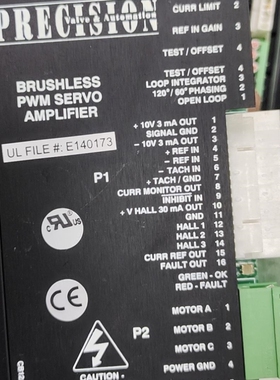 PRECISION
Valve & Automation
BRUSHLESS
PWM SERVO
AMPLIFIER
UL FILE #: E140173
CURR LIMIT 2
REF IN GAIN 3
TEST / OFFSET 4
TEST / OFFSET 4
LOOP INTEGRATOR 3
120° / 60° PHASING 2
OPEN LOOP 1
P1
+ 10V 3 mA OUT 1
SIGNAL GND 2
- 10V 3 mA OUT 3
+ REF IN 4
- REF IN 5
- TACH IN 6
+ TACH / GND 7
CURR MONITOR OUT 8
INHIBIT IN 9
+ V HALL 30 mA OUT 10
GND 11
HALL 1 12
HALL 2 13
HALL 3 14
CURR REF OUT 15
FAULT OUT 16
GREEN - OK
RED - FAULT
P2
MOTOR A 1
MOTOR B 2
MOTOR C 3
POWER GND 4
c RU us
CE
CAUTION